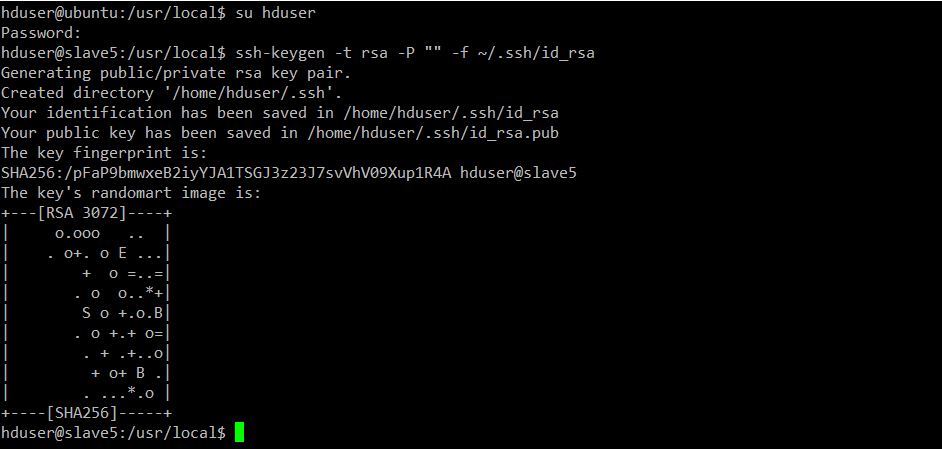 hduser@ubuntu:/usr/local$ su hduser
Password:
hduser@slave5:/usr/local$ ssh-keygen -t rsa -P "" -f ~/.ssh/id_rsa
Generating public/private rsa key pair.
Created directory '/home/hduser/.ssh'.
Your identification has been saved in /home/hduser/.ssh/id_rsa
Your public key has been saved in /home/hduser/.ssh/id_rsa.pub
The key fingerprint is:
SHA256:/pFaP9bmwxeB2iyYJA1TSGJ3z23J7svVhV09Xup1R4A hduser@slave5
The key's randomart image is:
+---[RSA 3072]----+
|     o.ooo   ..  |
|    . o+. o E ...|
|        +  o =..=|
|       . o  o..*+|
|        S o +.o.B|
|       . o +.+ o=|
|        . + .+..o|
|         + o+ B .|
|        . ...*.o |
+----[SHA256]-----+
hduser@slave5:/usr/local$